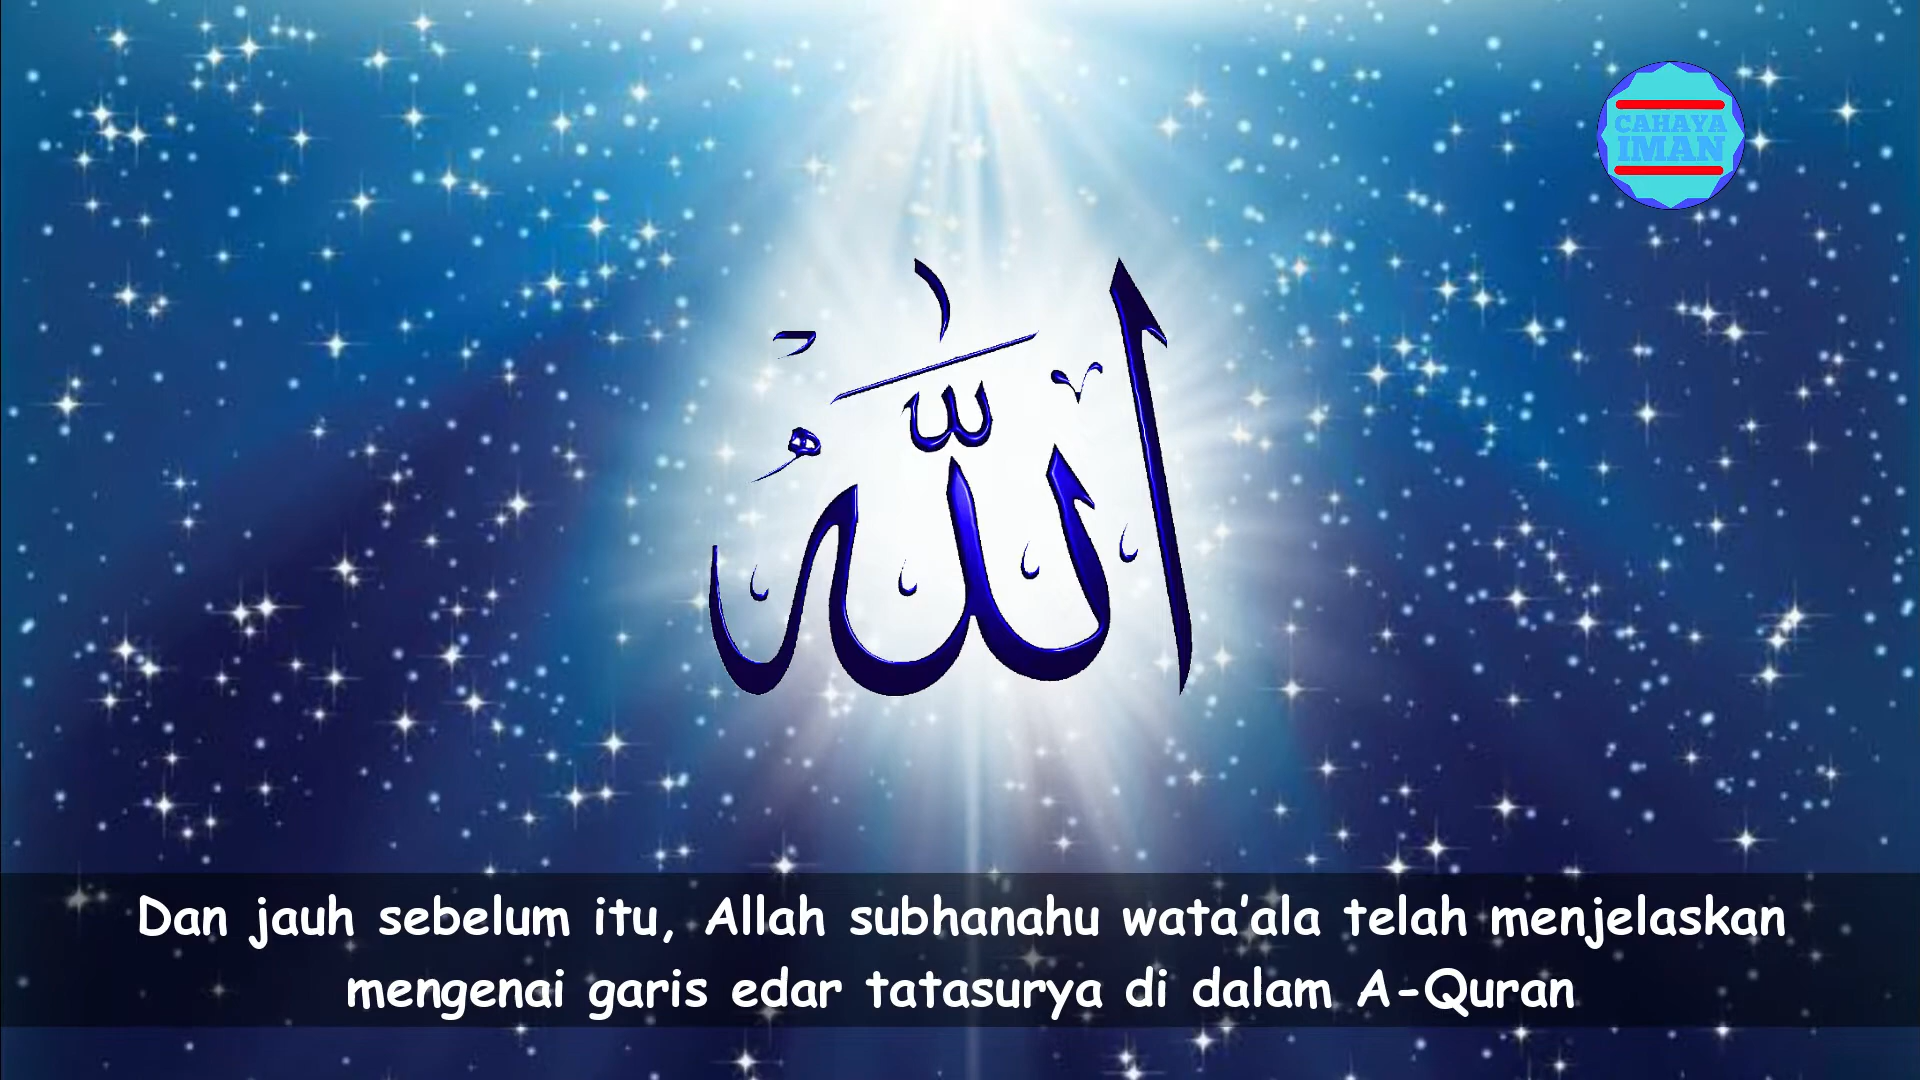 CAHAYA
IMAN
اللهُ
Dan jauh sebelum itu, Allah subhanahu wata'ala telah menjelaskan
mengenai garis edar tatasurya di dalam A-Quran